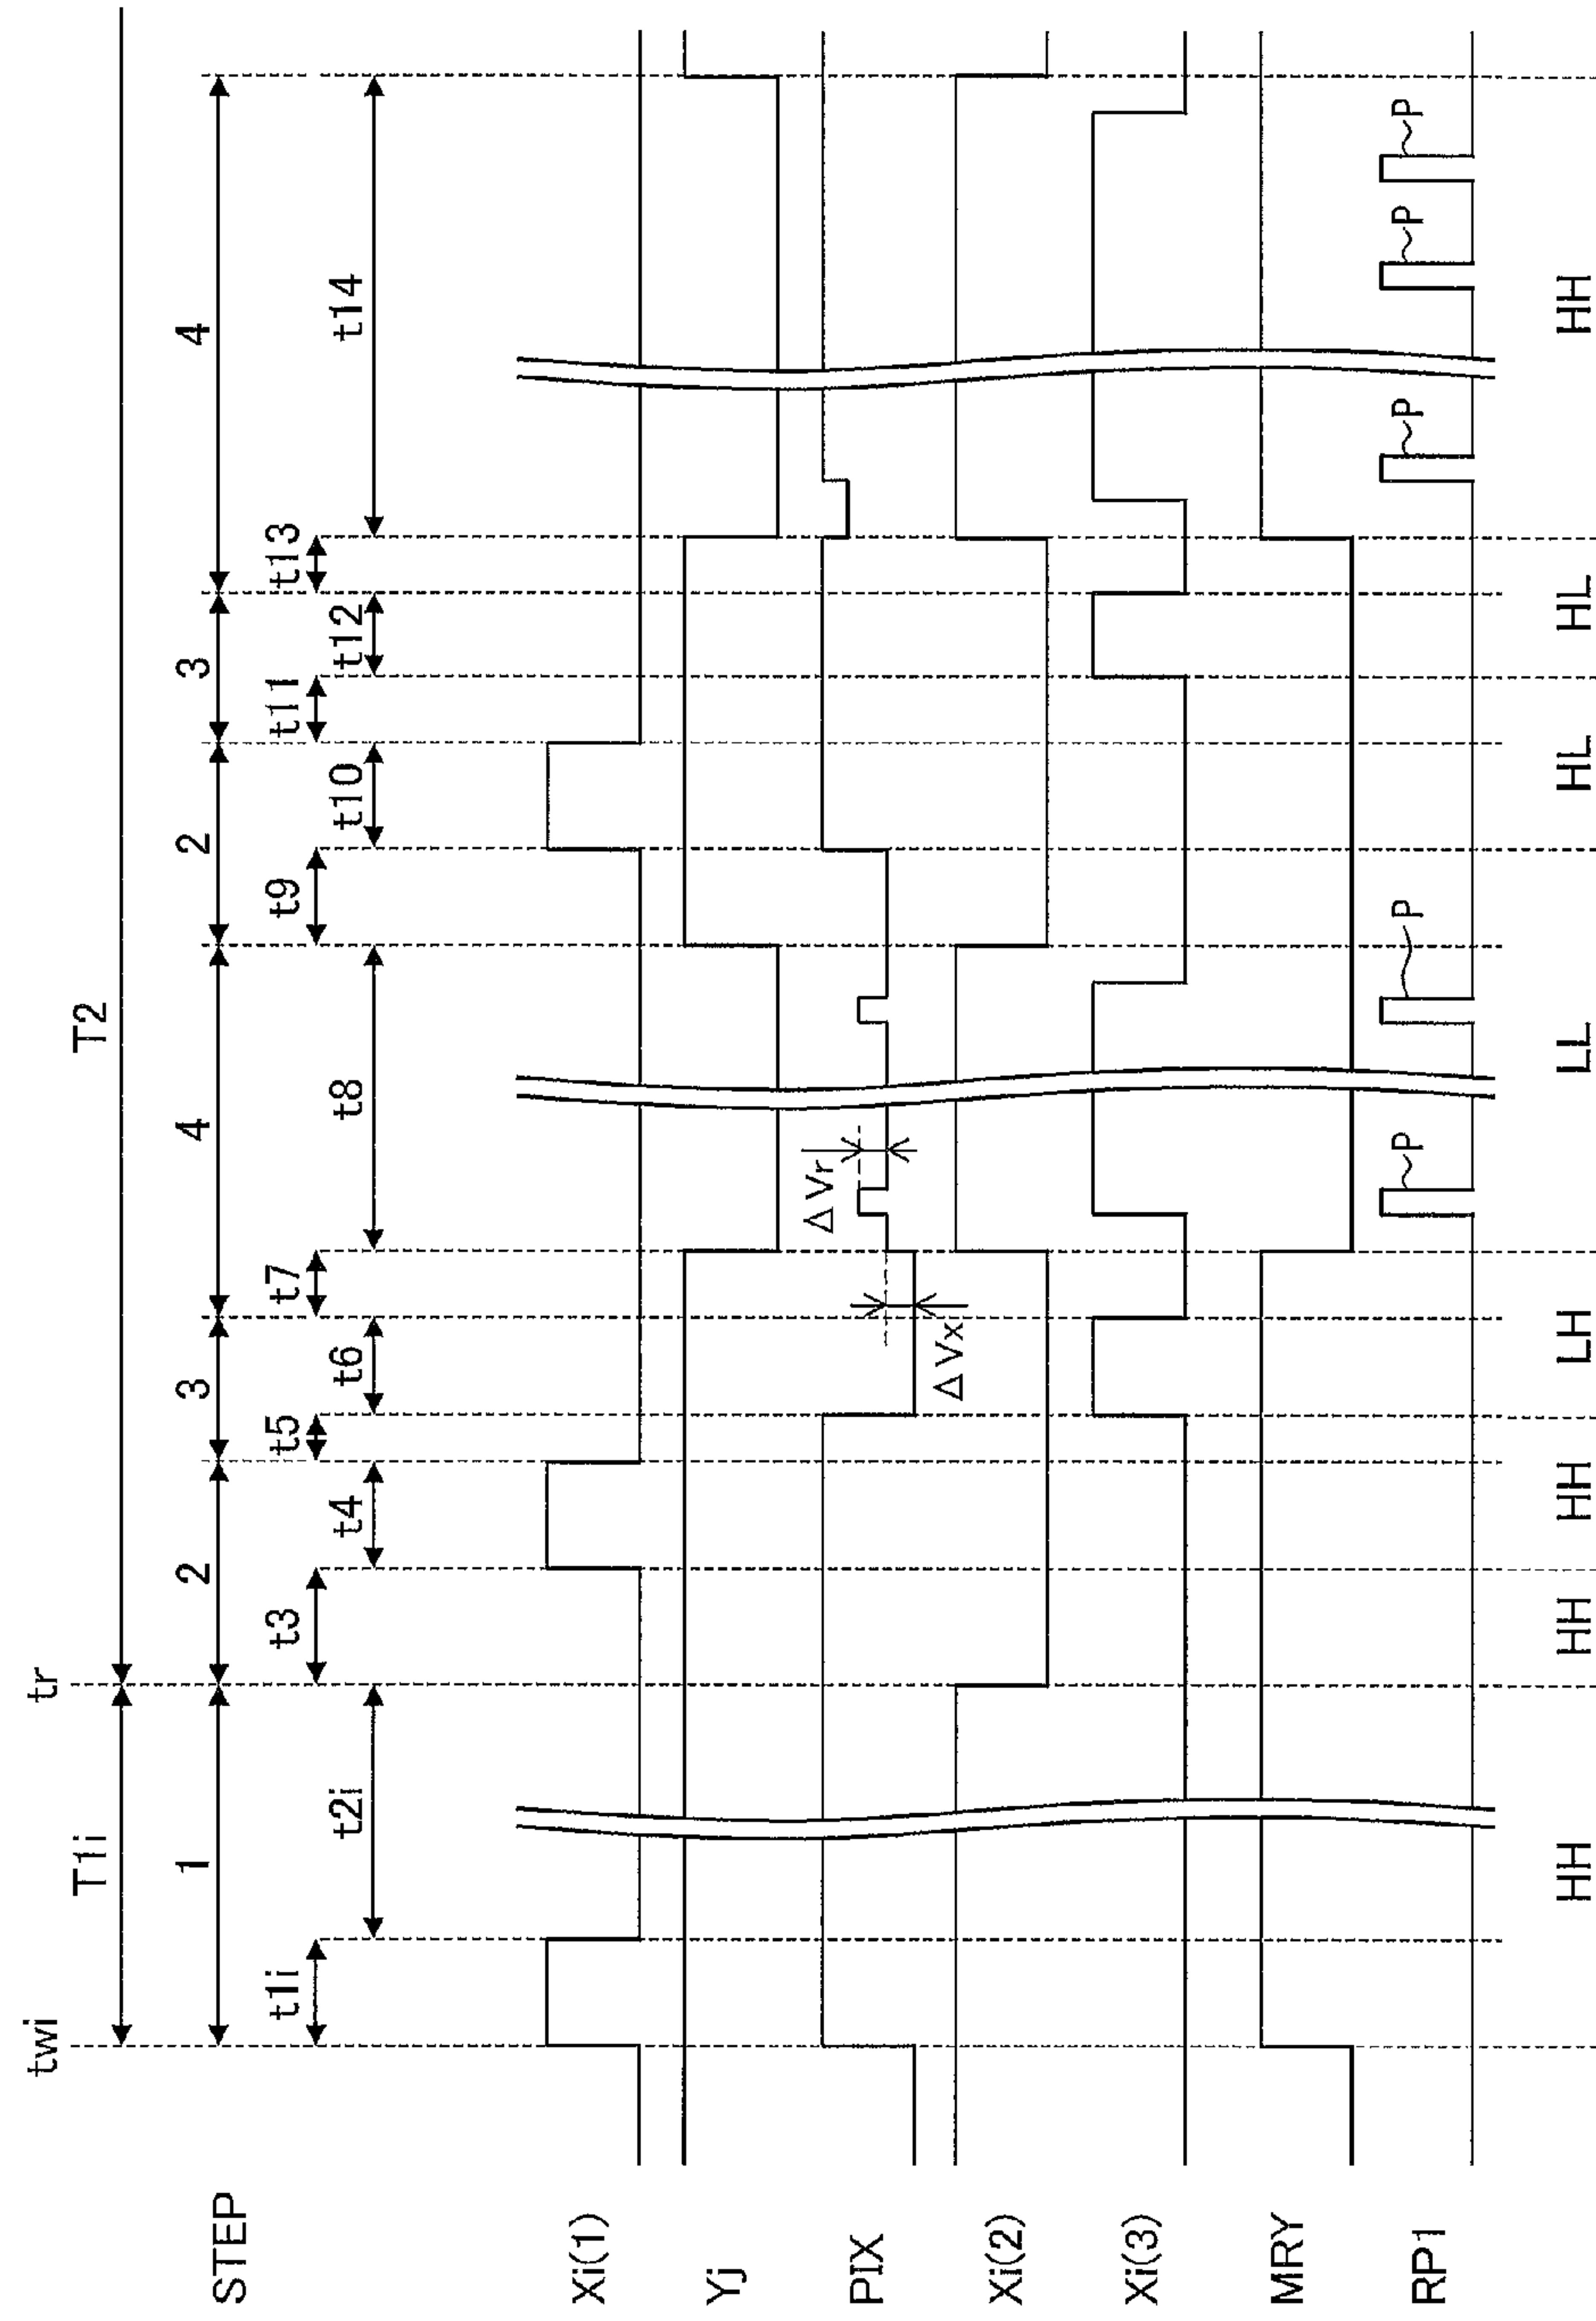 twi tr
T1i T2
STEP 1 2 3 4 2 3 4
t1i t3 t5 t7 t9 t11 t13
t2i t4 t6 t8 t10 t12 t14
Xi(1)
Yj
ΔVr
PIX
ΔVx
Xi(2)
Xi(3)
MRY
P P P P P
RP1
HH HH HH LH LL HL HL HH